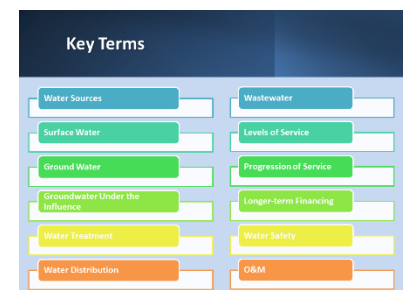 Key Terms
Water Sources
Surface Water
Ground Water
Groundwater Under the
Influence
Water Treatment
Water Distribution
Wastewater
Levels of Service
Progression of Service
Longer-term Financing
Water Safety
O&M